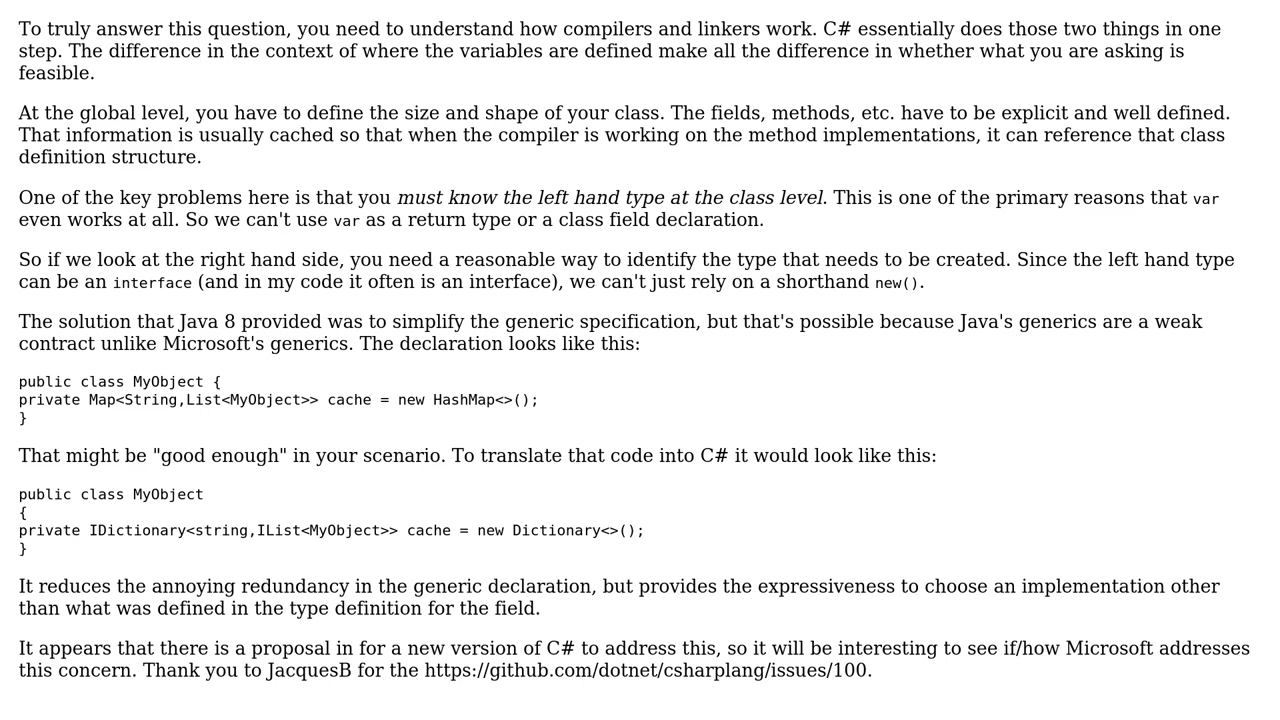 To truly answer this question, you need to understand how compilers and linkers work. C# essentially does those two things in one
step. The difference in the context of where the variables are defined make all the difference in whether what you are asking is
feasible.
At the global level, you have to define the size and shape of your class. The fields, methods, etc. have to be explicit and well defined.
That information is usually cached so that when the compiler is working on the method implementations, it can reference that class
definition structure.
One of the key problems here is that you must know the left hand type at the class level. This is one of the primary reasons that var
even works at all. So we can't use var as a return type or a class field declaration.
So if we look at the right hand side, you need a reasonable way to identify the type that needs to be created. Since the left hand type
can be an interface (and in my code it often is an interface), we can't just rely on a shorthand new().
The solution that Java 8 provided was to simplify the generic specification, but that's possible because Java's generics are a weak
contract unlike Microsoft's generics. The declaration looks like this:
public class MyObject {
private Map<String,List<MyObject>> cache = new HashMap<>();
}
That might be "good enough" in your scenario. To translate that code into C# it would look like this:
public class MyObject
{
private IDictionary<string,IList<MyObject>> cache = new Dictionary<>();
}
It reduces the annoying redundancy in the generic declaration, but provides the expressiveness to choose an implementation other
than what was defined in the type definition for the field.
It appears that there is a proposal in for a new version of C# to address this, so it will be interesting to see if/how Microsoft addresses
this concern. Thank you to JacquesB for the https://github.com/dotnet/csharplang/issues/100.